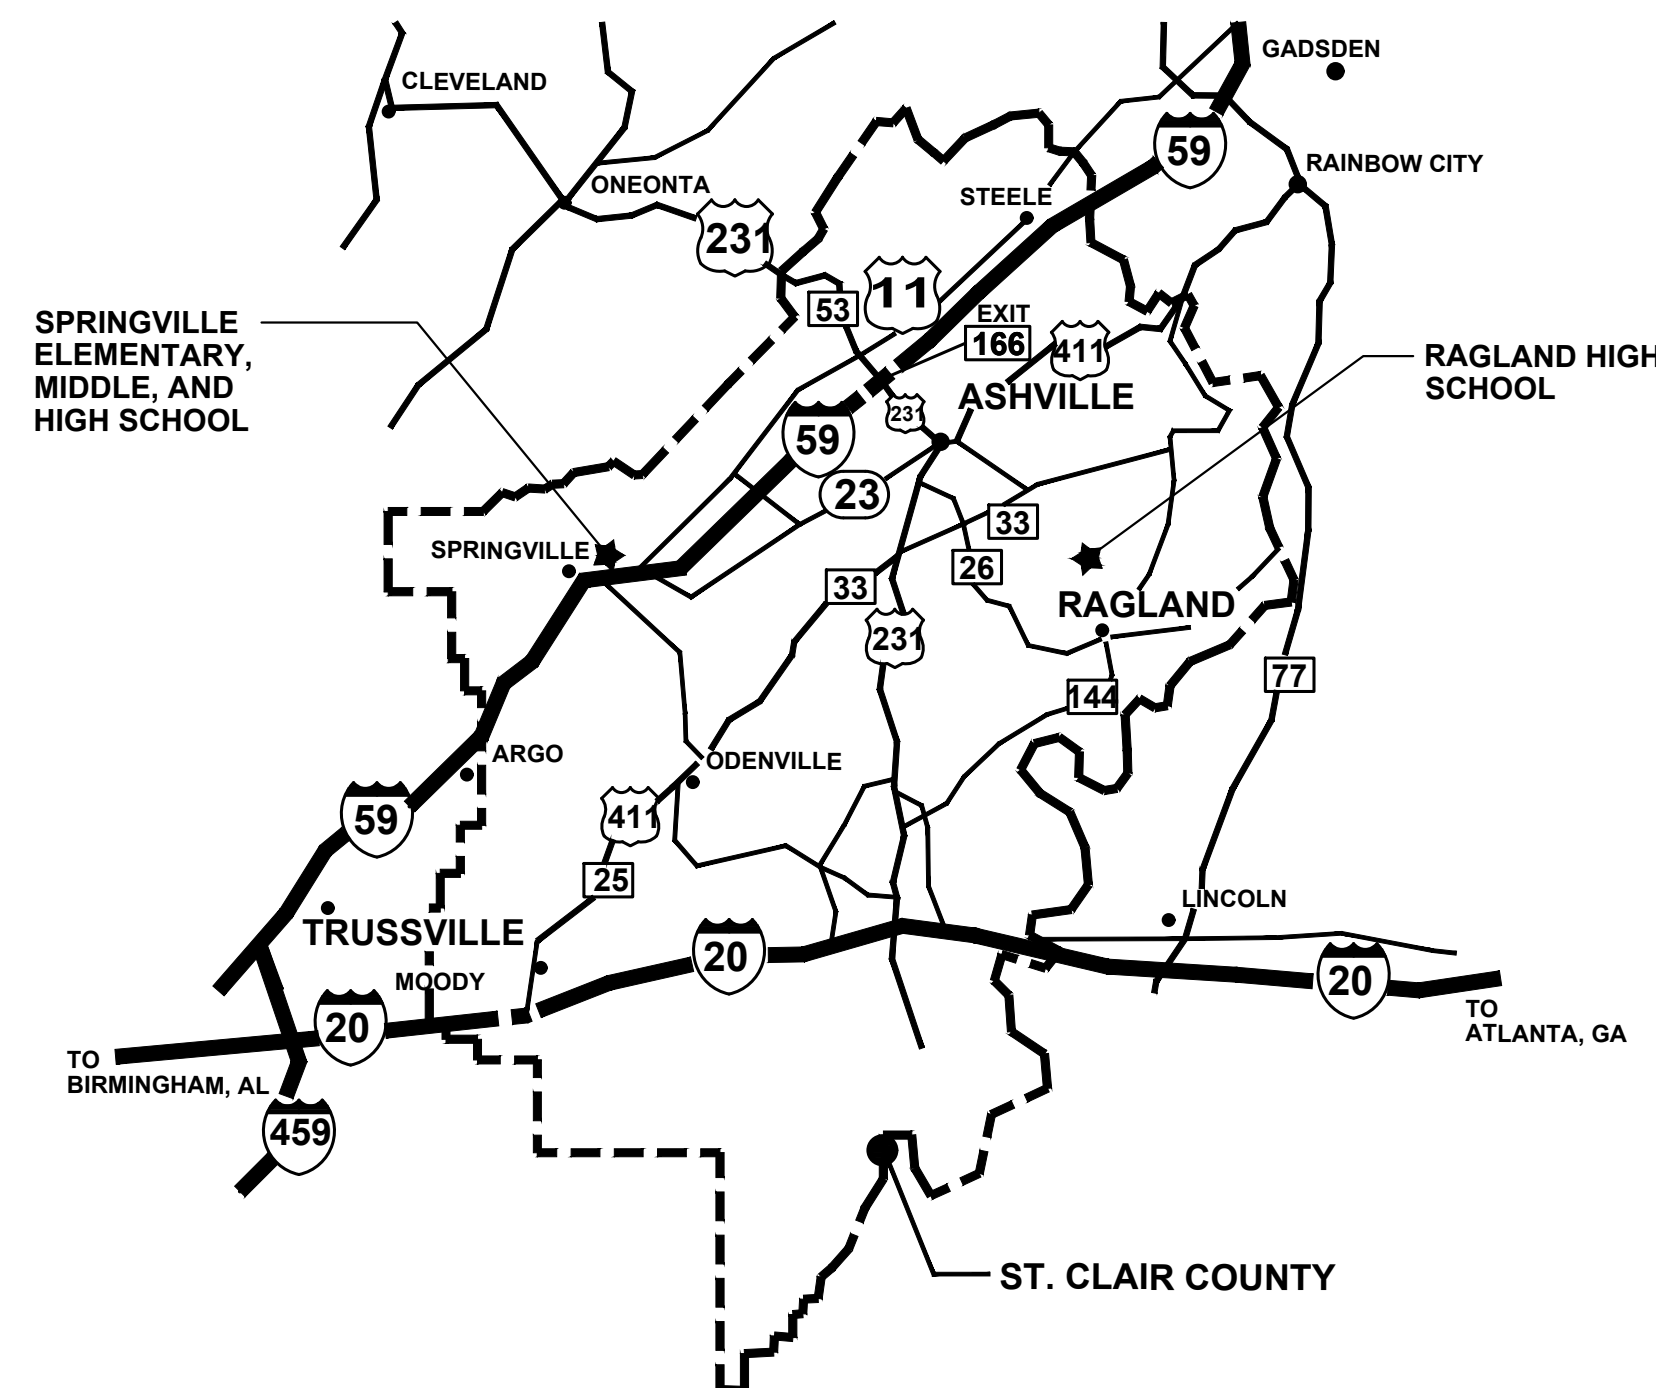 GADSDEN
CLEVELAND
59
RAINBOW CITY
ONEONTA
STEELE
231
11
53
EXIT
166
411
SPRINGVILLE
ELEMENTARY,
MIDDLE, AND
HIGH SCHOOL
RAGLAND HIGH
SCHOOL
ASHVILLE
231
59
23
33
SPRINGVILLE
26
33
RAGLAND
231
77
144
ARGO
ODENVILLE
59
411
25
LINCOLN
TRUSSVILLE
20
MOODY
20
20
TO
ATLANTA, GA
TO
BIRMINGHAM, AL
459
ST. CLAIR COUNTY